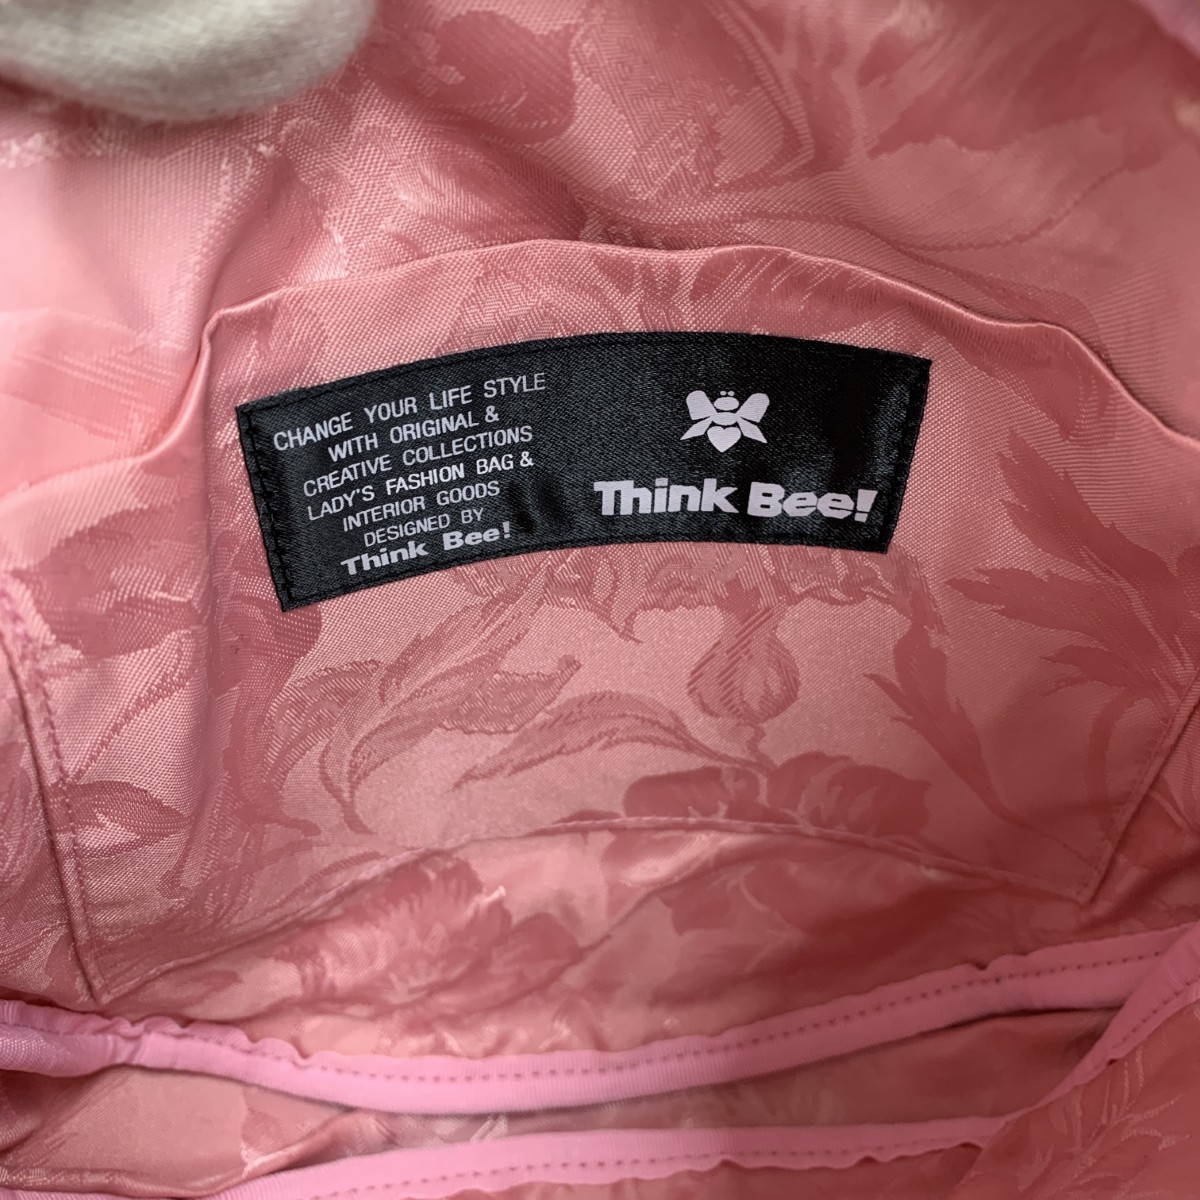 CHANGE YOUR LIFE STYLE
WITH ORIGINAL &
CREATIVE COLLECTIONS
LADY'S FASHION BAG &
INTERIOR GOODS
DESIGNED BY
Think Bee!
Think Bee!